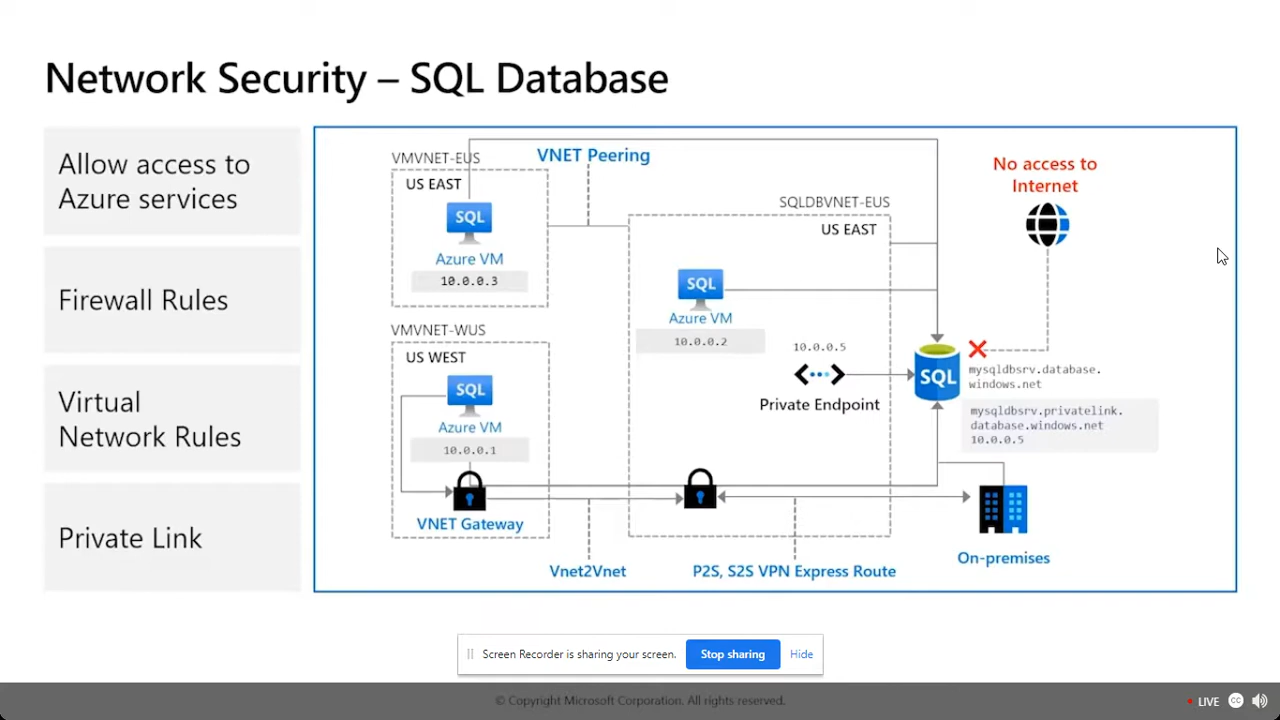 Network Security – SQL Database
Allow access to
Azure services
Firewall Rules
Virtual
Network Rules
Private Link
VMVNET-EUS
VNET Peering
US EAST
SQL
Azure VM
10.0.0.3
SQLDBVNET-EUS
US EAST
No access to
Internet
SQL
Azure VM
10.0.0.2
VMVNET-WUS
US WEST
SQL
Azure VM
10.0.0.1
VNET Gateway
10.0.0.5
Private Endpoint
SQL
mysqldbsrv.database.
windows.net
mysqldbsrv.privatelink.
database.windows.net
10.0.0.5
Vnet2Vnet
P2S, S2S VPN Express Route
On-premises
Screen Recorder is sharing your screen.
Stop sharing
Hide
© Copyright Microsoft Corporation. All rights reserved.
LIVE
CC